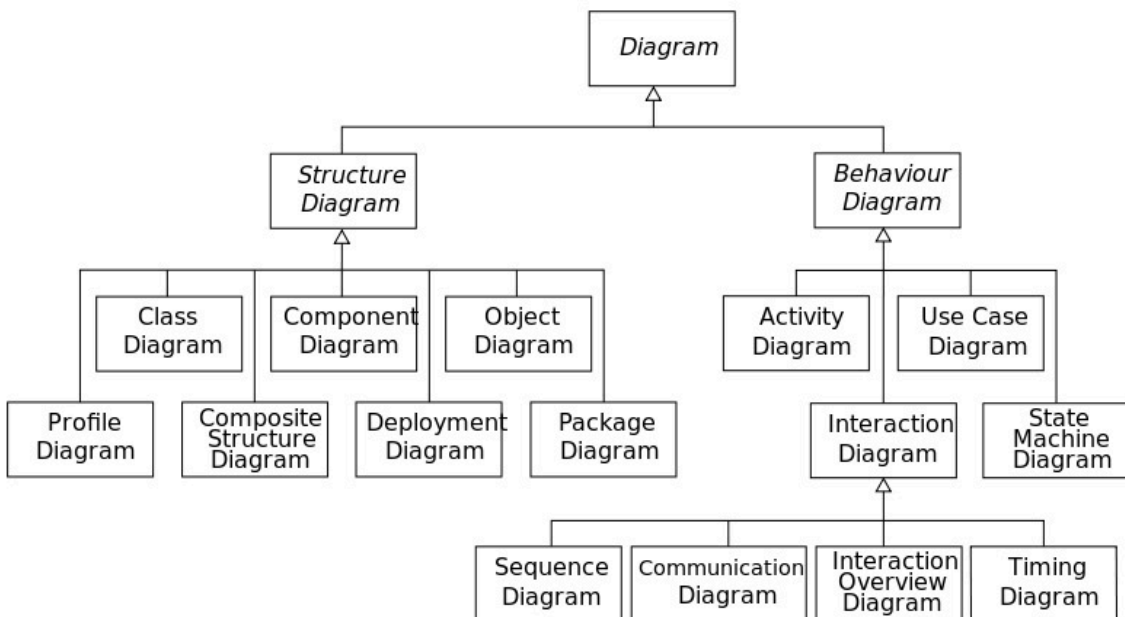 Diagram
Structure
Diagram
Behaviour
Diagram
Class
Diagram
Component
Diagram
Object
Diagram
Activity
Diagram
Use Case
Diagram
Profile
Diagram
Composite
Structure
Diagram
Deployment
Diagram
Package
Diagram
Interaction
Diagram
State
Machine
Diagram
Sequence
Diagram
Communication
Diagram
Interaction
Overview
Diagram
Timing
Diagram